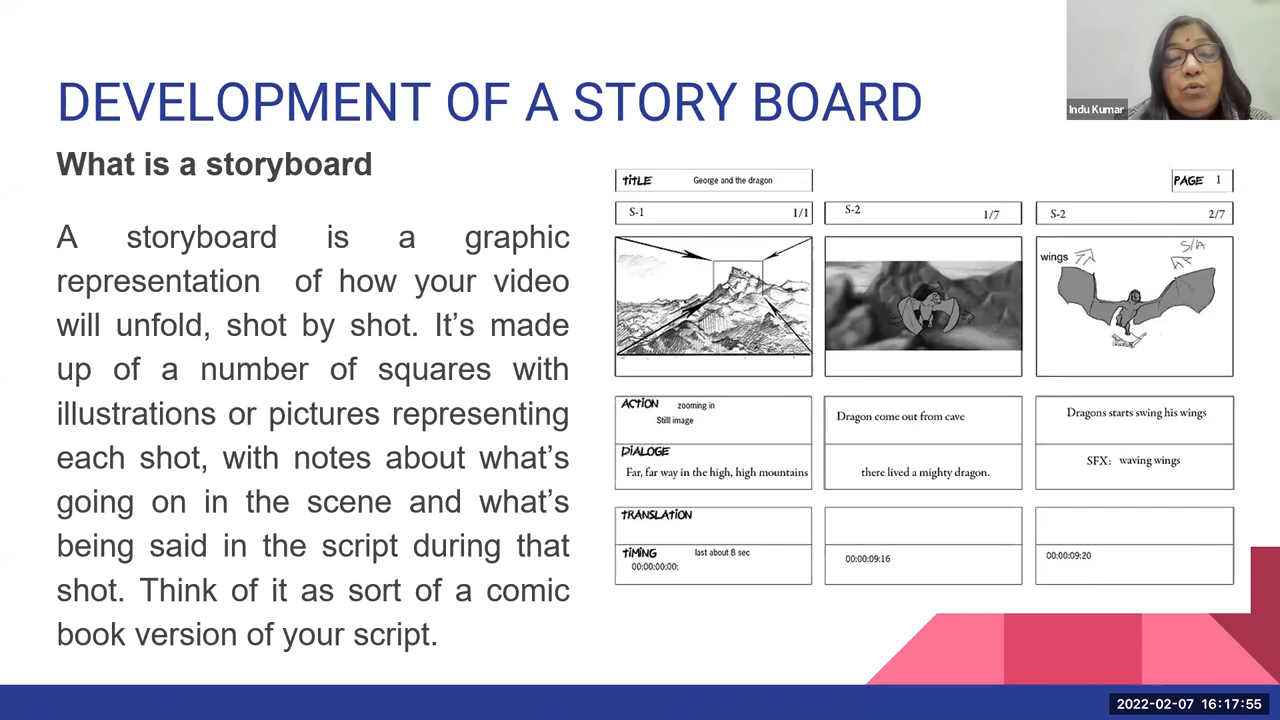 DEVELOPMENT OF A STORY BOARD
Indu Kumar
What is a storyboard
A storyboard is a graphic
representation of how your video
will unfold, shot by shot. It’s made
up of a number of squares with
illustrations or pictures representing
each shot, with notes about what’s
going on in the scene and what’s
being said in the script during that
shot. Think of it as sort of a comic
book version of your script.
TITLE George and the dragon
PAGE 1
S-1 1/1
S-2 1/7
S-2 2/7
wings
S/A
ACTION zooming in
Still image
Dragon come out from cave
Dragons starts swing his wings
DIALOGE
Far, far way in the high, high mountains
there lived a mighty dragon.
SFX: waving wings
TRANSLATION
TIMING last about 8 sec
00:00:00:00:
00:00:09:16
00:00:09:20
2022-02-07 16:17:55